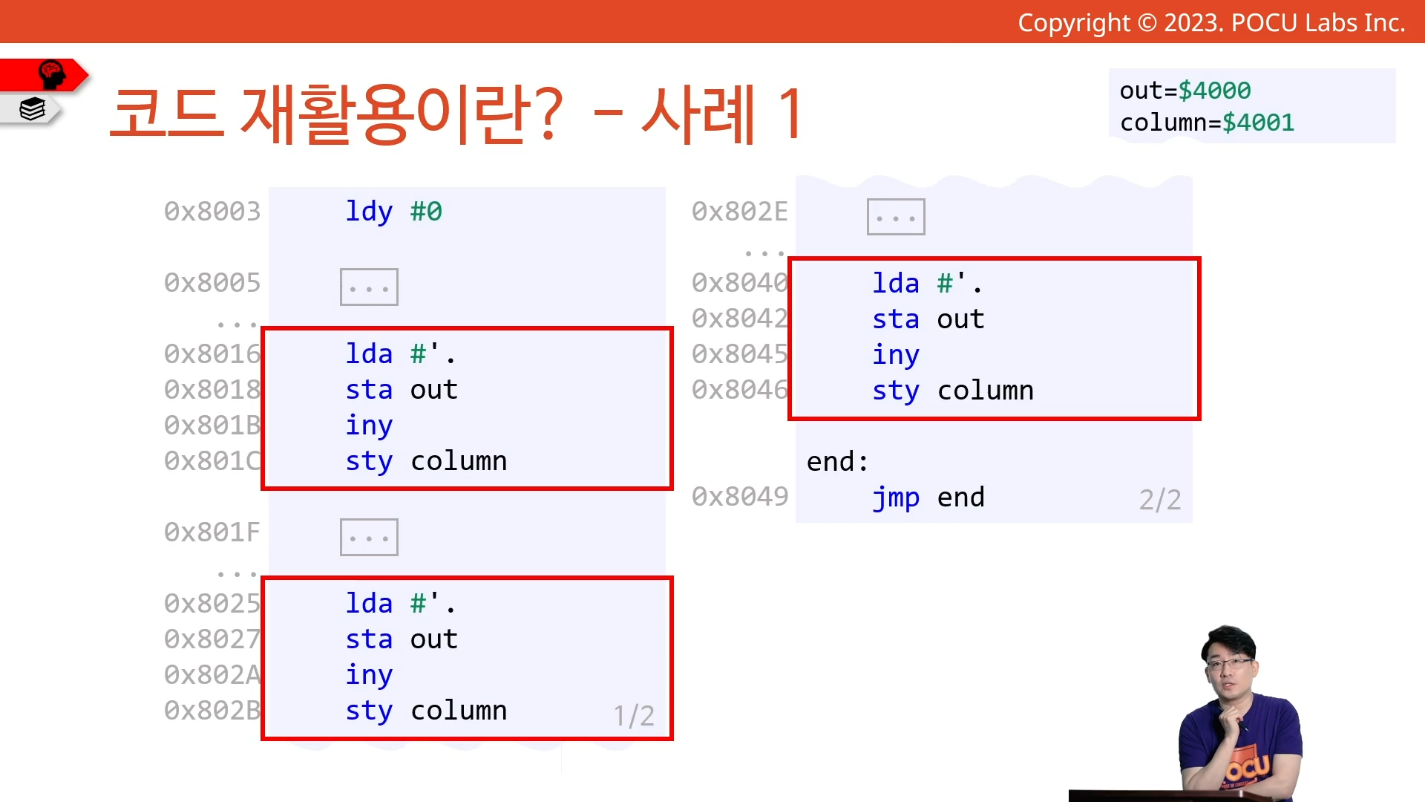 Copyright © 2023. POCU Labs Inc.
코드 재활용이란? - 사례 1
out=$4000
column=$4001
0x8003 ldy #0
0x8005 ...
...
0x8016 lda #'.
0x8018 sta out
0x801B iny
0x801C sty column
0x801F ...
...
0x8025 lda #'.
0x8027 sta out
0x802A iny
0x802B sty column
1/2
0x802E ...
...
0x8040 lda #'.
0x8042 sta out
0x8045 iny
0x8046 sty column
end:
0x8049 jmp end
2/2
POCU